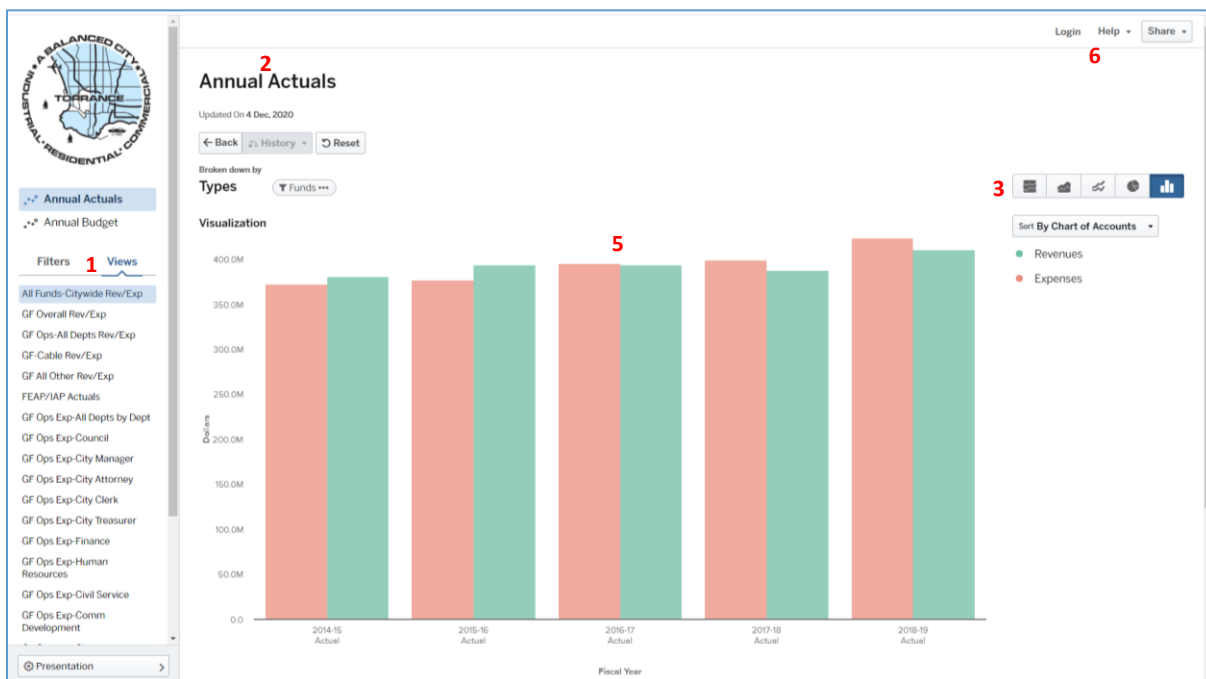 A BALANCED CITY
INDUSTRIAL · RESIDENTIAL · COMMERCIAL
TORRANCE
Annual Actuals
Annual Budget
Filters 1 Views
All Funds-Citywide Rev/Exp
GF Overall Rev/Exp
GF Ops-All Depts Rev/Exp
GF-Cable Rev/Exp
GF All Other Rev/Exp
FEAP/IAP Actuals
GF Ops Exp-All Depts by Dept
GF Ops Exp-Council
GF Ops Exp-City Manager
GF Ops Exp-City Attorney
GF Ops Exp-City Clerk
GF Ops Exp-City Treasurer
GF Ops Exp-Finance
GF Ops Exp-Human
Resources
GF Ops Exp-Civil Service
GF Ops Exp-Comm
Development
Presentation
Login Help Share
6
2
Annual Actuals
Updated On 4 Dec, 2020
Back History Reset
Broken down by
Types Funds
3
Visualization
Sort By Chart of Accounts
Revenues
Expenses
5
400.0M
350.0M
300.0M
250.0M
200.0M
150.0M
100.0M
50.0M
0.0
Dollars
2014-15
Actual
2015-16
Actual
2016-17
Actual
2017-18
Actual
2018-19
Actual
Fiscal Year